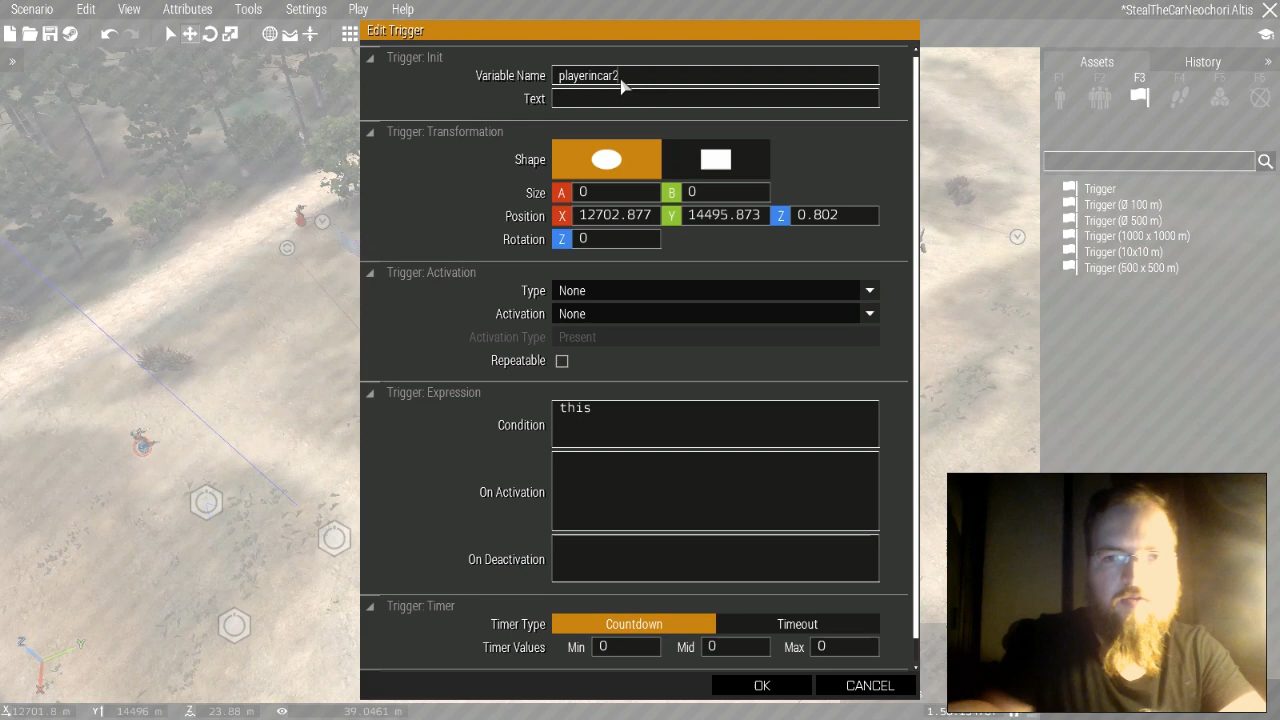 Scenario Edit View Attributes Tools Settings Play Help
*StealTheCarNeochori.Altis
Edit Trigger
Trigger: Init
Variable Name playerincar2
Text
Trigger: Transformation
Shape
Size A 0 B 0
Position X 12702.877 Y 14495.873 Z 0.802
Rotation Z 0
Trigger: Activation
Type None
Activation None
Activation Type Present
Repeatable
Trigger: Expression
Condition this
On Activation
On Deactivation
Trigger: Timer
Timer Type Countdown Timeout
Timer Values Min 0 Mid 0 Max 0
OK CANCEL
Assets History
F1 F2 F3 F4 F5 F6
Trigger
Trigger (Ø 100 m)
Trigger (Ø 500 m)
Trigger (1000 x 1000 m)
Trigger (10x10 m)
Trigger (500 x 500 m)
Z Y X
X 12701.8 m Y 14496 m Z 23.88 m 39.0461 m